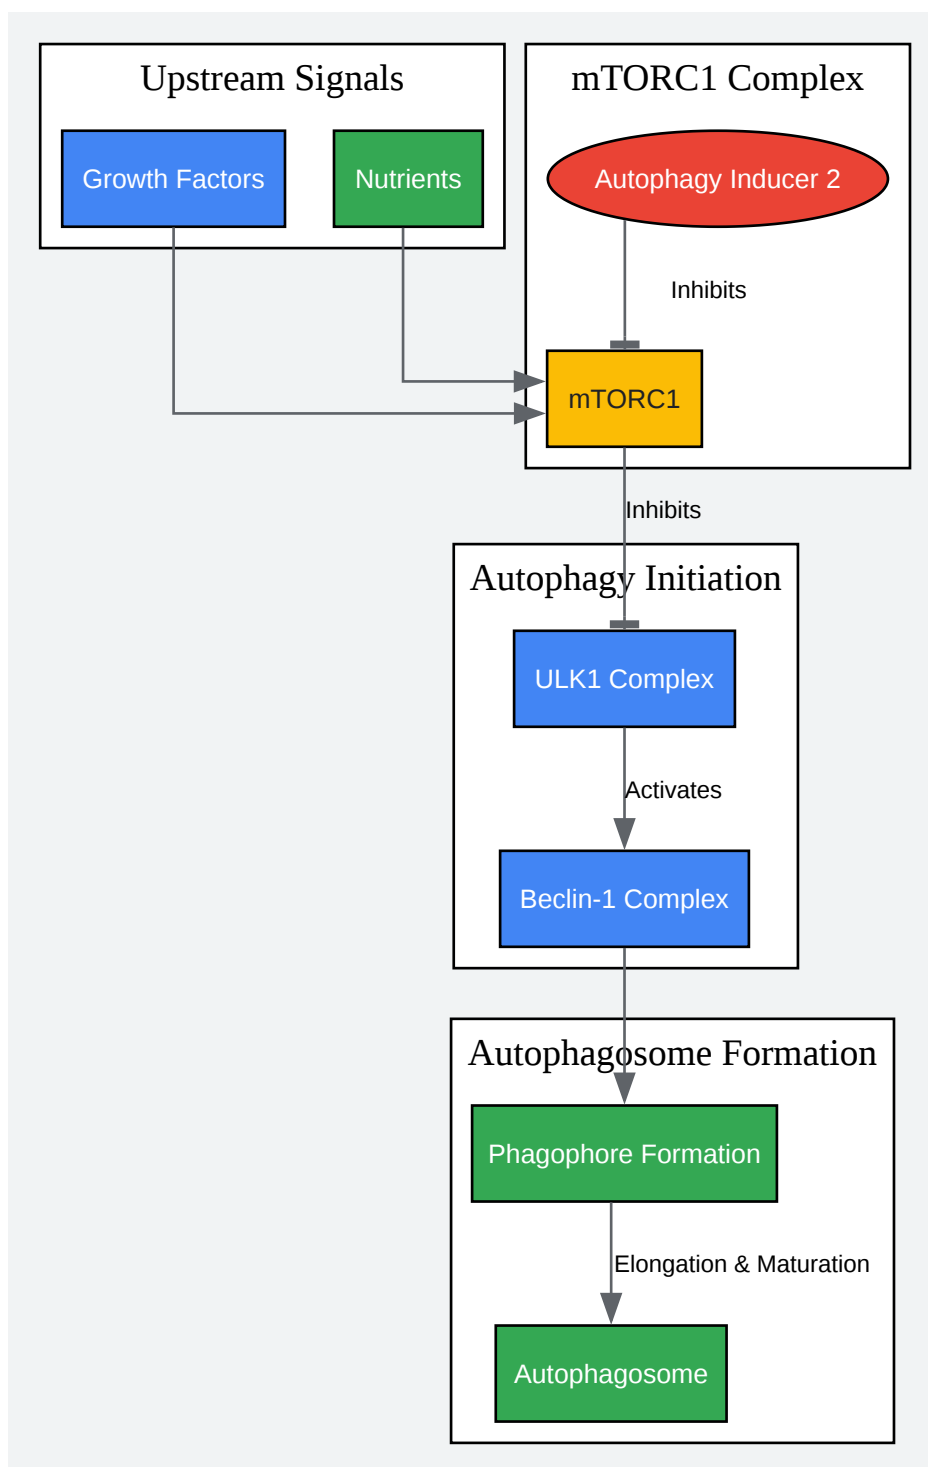 Upstream Signals
mTORC1 Complex
Growth Factors
Nutrients
Autophagy Inducer 2
Inhibits
mTORC1
Inhibits
Autophagy Initiation
ULK1 Complex
Activates
Beclin-1 Complex
Autophagosome Formation
Phagophore Formation
Elongation & Maturation
Autophagosome